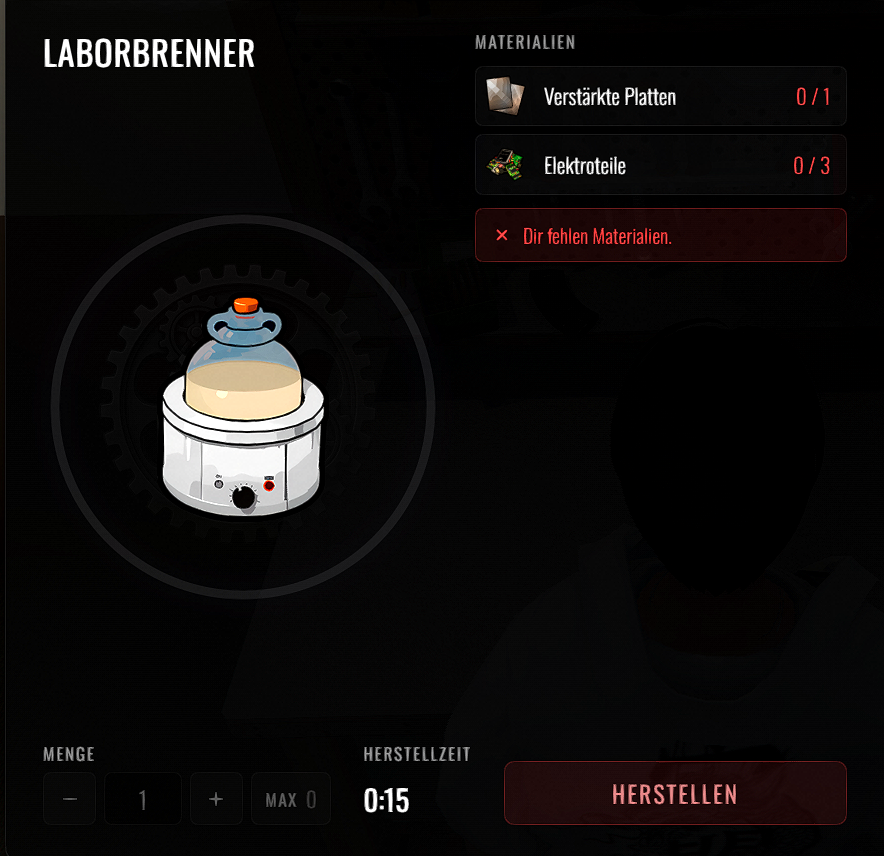 LABORBRENNER
MATERIALIEN
Verstärkte Platten 0 / 1
Elektroteile 0 / 3
✕ Dir fehlen Materialien.
MENGE
− 1 + MAX 0
HERSTELLZEIT
0:15
HERSTELLEN